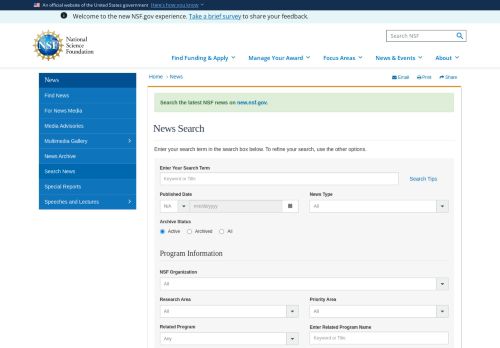 An official website of the United States government Here's how you know
Welcome to the new NSF.gov experience. Take a brief survey to share your feedback.
NSF
National
Science
Foundation
Search NSF
Find Funding & Apply
Manage Your Award
Focus Areas
News & Events
About
News
Find News
For News Media
Media Advisories
Multimedia Gallery
News Archive
Search News
Special Reports
Speeches and Lectures
Home
News
Email
Print
Share
Search the latest NSF news on new.nsf.gov.
News Search
Enter your search term in the search box below. To refine your search, use the other options.
Enter Your Search Term
Keyword or Title
Search Tips
Published Date
News Type
N/A
mm/dd/yyyy
All
Archive Status
Active
Archived
All
Program Information
NSF Organization
All
Research Area
Priority Area
All
All
Related Program
Enter Related Program Name
Any
Keyword or Title